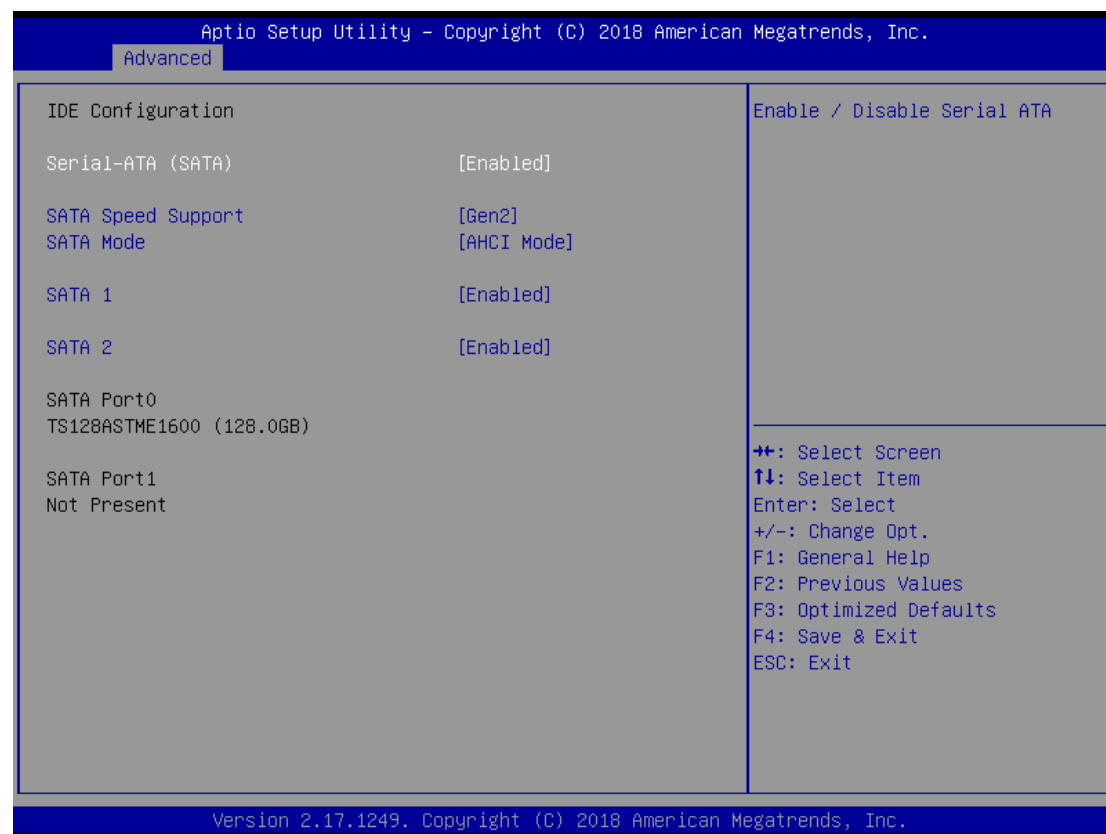 Aptio Setup Utility – Copyright (C) 2018 American Megatrends, Inc.
Advanced
IDE Configuration
Serial-ATA (SATA) [Enabled]
SATA Speed Support [Gen2]
SATA Mode [AHCI Mode]
SATA 1 [Enabled]
SATA 2 [Enabled]
SATA Port0
TS128ASTME1600 (128.0GB)
SATA Port1
Not Present
Enable / Disable Serial ATA
→←: Select Screen
↑↓: Select Item
Enter: Select
+/-: Change Opt.
F1: General Help
F2: Previous Values
F3: Optimized Defaults
F4: Save & Exit
ESC: Exit
Version 2.17.1249. Copyright (C) 2018 American Megatrends, Inc.